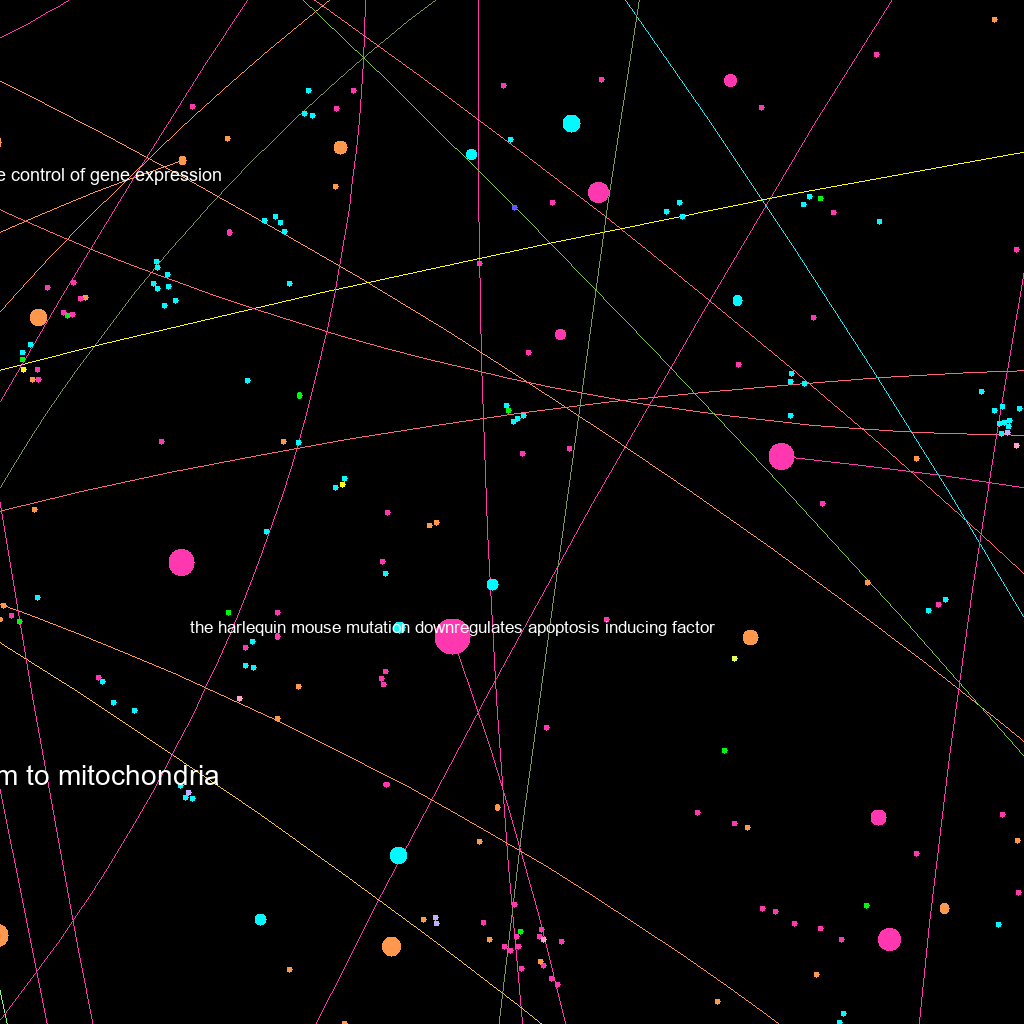 e control of gene expression
the harlequin mouse mutation downregulates apoptosis inducing factor
m to mitochondria